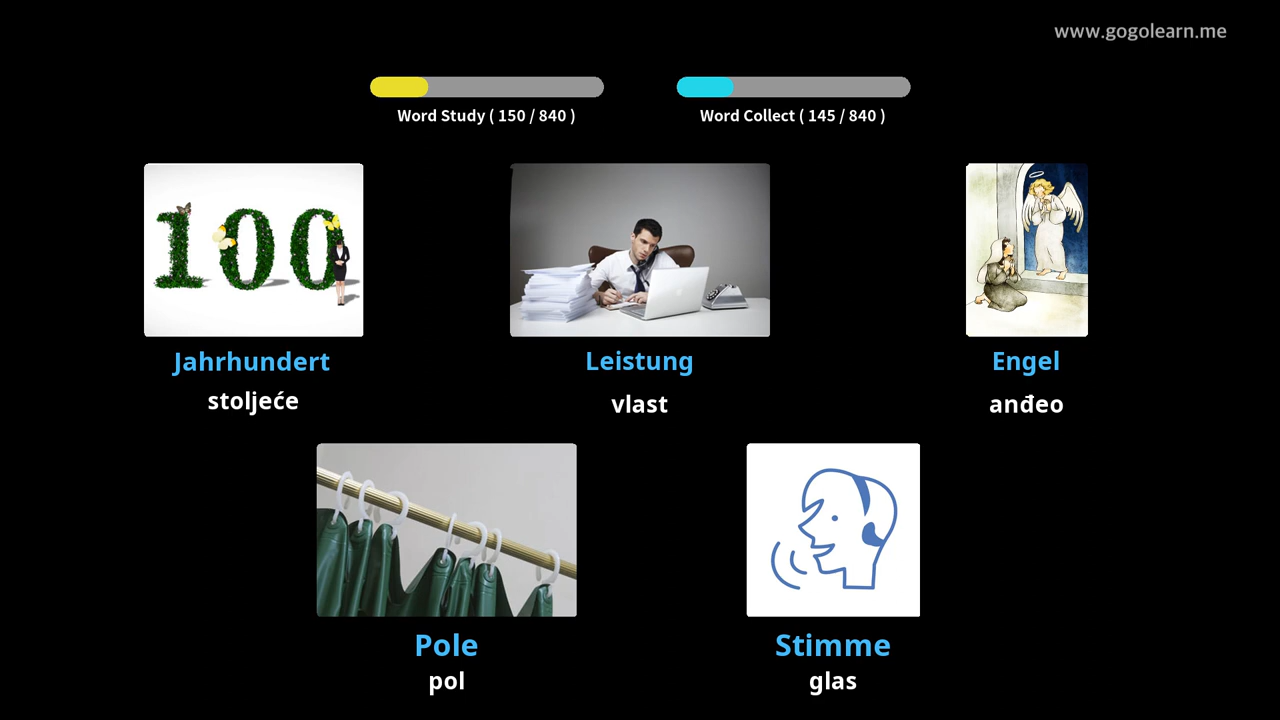 www.gogolearn.me
Word Study ( 150 / 840 )
Word Collect ( 145 / 840 )
100
Jahrhundert
stoljeće
Leistung
vlast
Engel
anđeo
Pole
pol
Stimme
glas